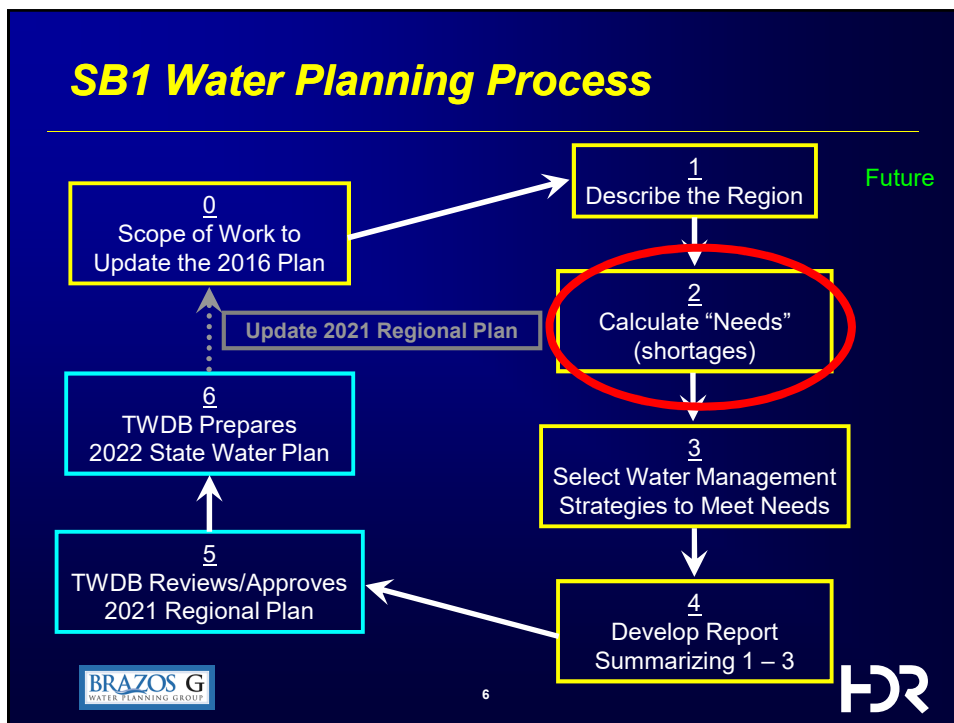 SB1 Water Planning Process
0
Scope of Work to
Update the 2016 Plan
1
Describe the Region
Future
2
Calculate “Needs”
(shortages)
Update 2021 Regional Plan
3
Select Water Management
Strategies to Meet Needs
4
Develop Report
Summarizing 1 – 3
5
TWDB Reviews/Approves
2021 Regional Plan
6
TWDB Prepares
2022 State Water Plan
BRAZOS G
WATER PLANNING GROUP
6
HDR